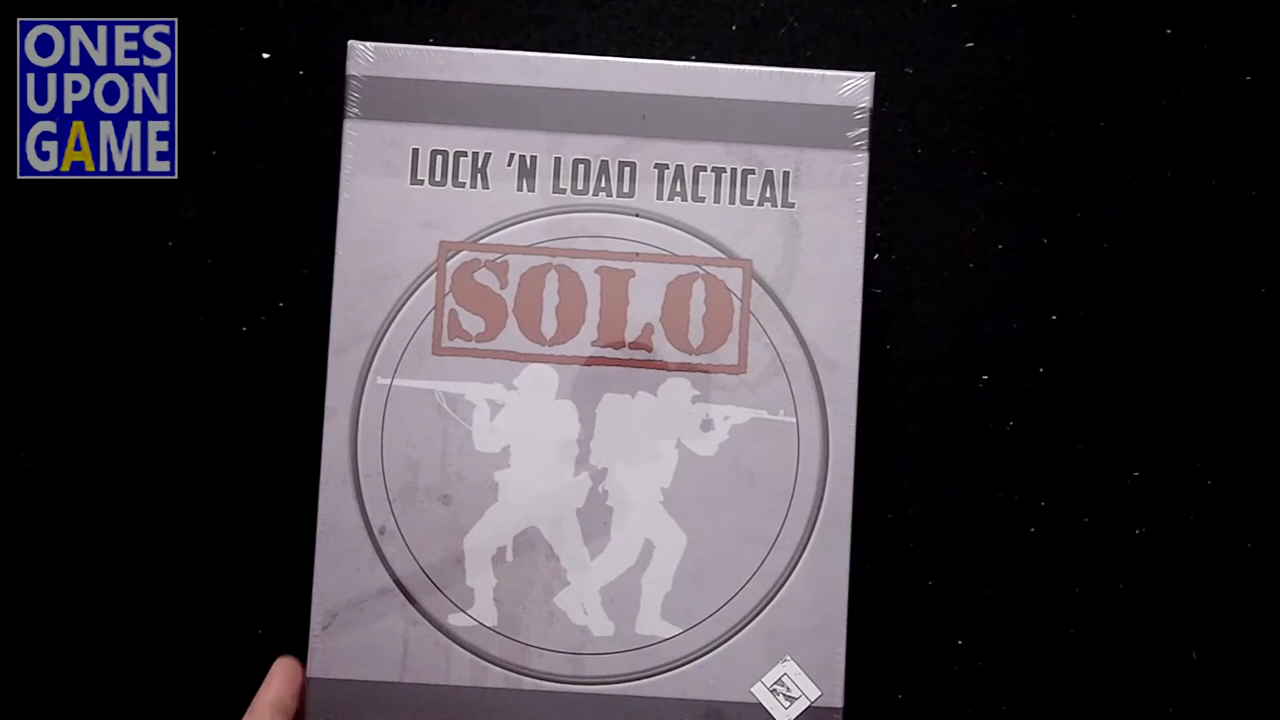 ONES
UPON
GAME
LOCK 'N LOAD TACTICAL
SOLO